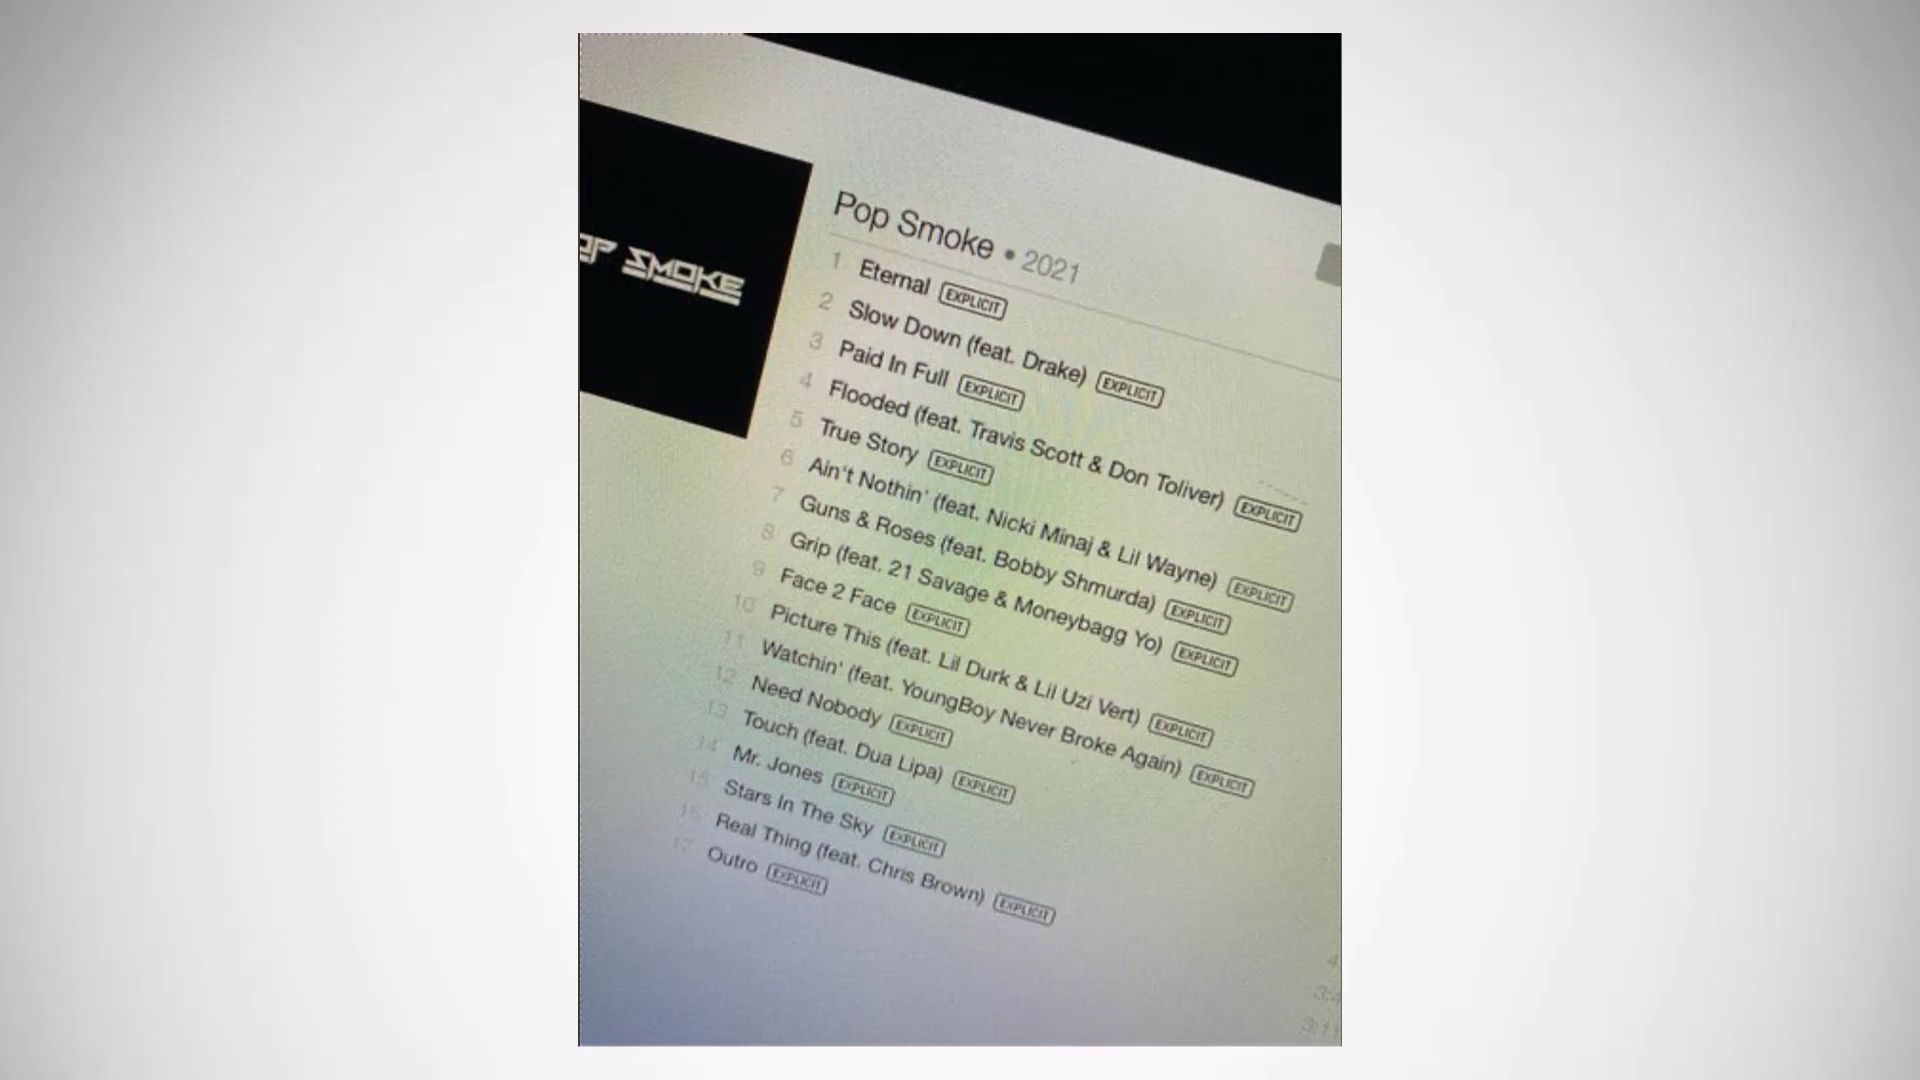 OP SMOKE
Pop Smoke • 2021
1 Eternal EXPLICIT
2 Slow Down (feat. Drake) EXPLICIT
3 Paid In Full EXPLICIT
4 Flooded (feat. Travis Scott & Don Toliver) EXPLICIT
5 True Story EXPLICIT
6 Ain't Nothin' (feat. Nicki Minaj & Lil Wayne) EXPLICIT
7 Guns & Roses (feat. Bobby Shmurda) EXPLICIT
8 Grip (feat. 21 Savage & Moneybagg Yo) EXPLICIT
9 Face 2 Face EXPLICIT
10 Picture This (feat. Lil Durk & Lil Uzi Vert) EXPLICIT
11 Watchin' (feat. YoungBoy Never Broke Again) EXPLICIT
12 Need Nobody EXPLICIT
13 Touch (feat. Dua Lipa) EXPLICIT
14 Mr. Jones EXPLICIT
15 Stars In The Sky EXPLICIT
16 Real Thing (feat. Chris Brown) EXPLICIT
17 Outro EXPLICIT
3:11